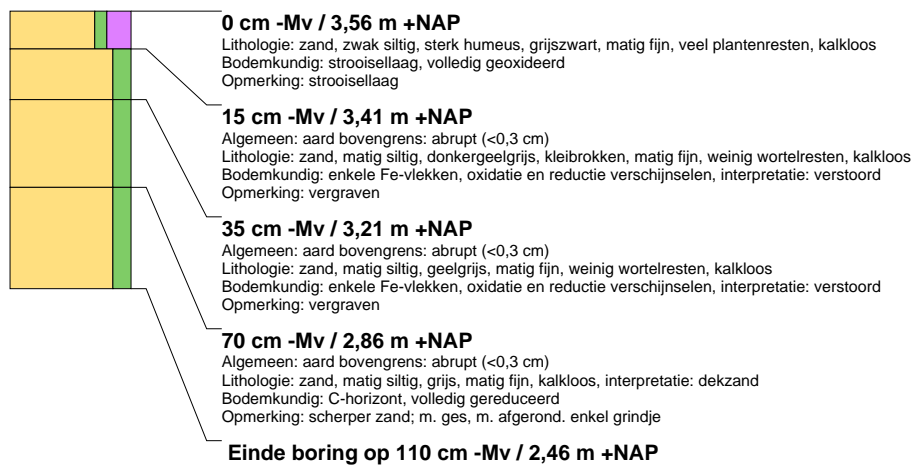 0 cm -Mv / 3,56 m +NAP
Lithologie: zand, zwak siltig, sterk humeus, grijszwart, matig fijn, veel plantenresten, kalkloos
Bodemkundig: strooisellaag, volledig geoxideerd
Opmerking: strooisellaag
15 cm -Mv / 3,41 m +NAP
Algemeen: aard bovengrens: abrupt (<0,3 cm)
Lithologie: zand, matig siltig, donkergeelgrijs, kleibrokken, matig fijn, weinig wortelresten, kalkloos
Bodemkundig: enkele Fe-vlekken, oxidatie en reductie verschijnselen, interpretatie: verstoord
Opmerking: vergraven
35 cm -Mv / 3,21 m +NAP
Algemeen: aard bovengrens: abrupt (<0,3 cm)
Lithologie: zand, matig siltig, geelgrijs, matig fijn, weinig wortelresten, kalkloos
Bodemkundig: enkele Fe-vlekken, oxidatie en reductie verschijnselen, interpretatie: verstoord
Opmerking: vergraven
70 cm -Mv / 2,86 m +NAP
Algemeen: aard bovengrens: abrupt (<0,3 cm)
Lithologie: zand, matig siltig, grijs, matig fijn, kalkloos, interpretatie: dekzand
Bodemkundig: C-horizont, volledig gereduceerd
Opmerking: scherper zand; m. ges, m. afgerond. enkel grindje
Einde boring op 110 cm -Mv / 2,46 m +NAP